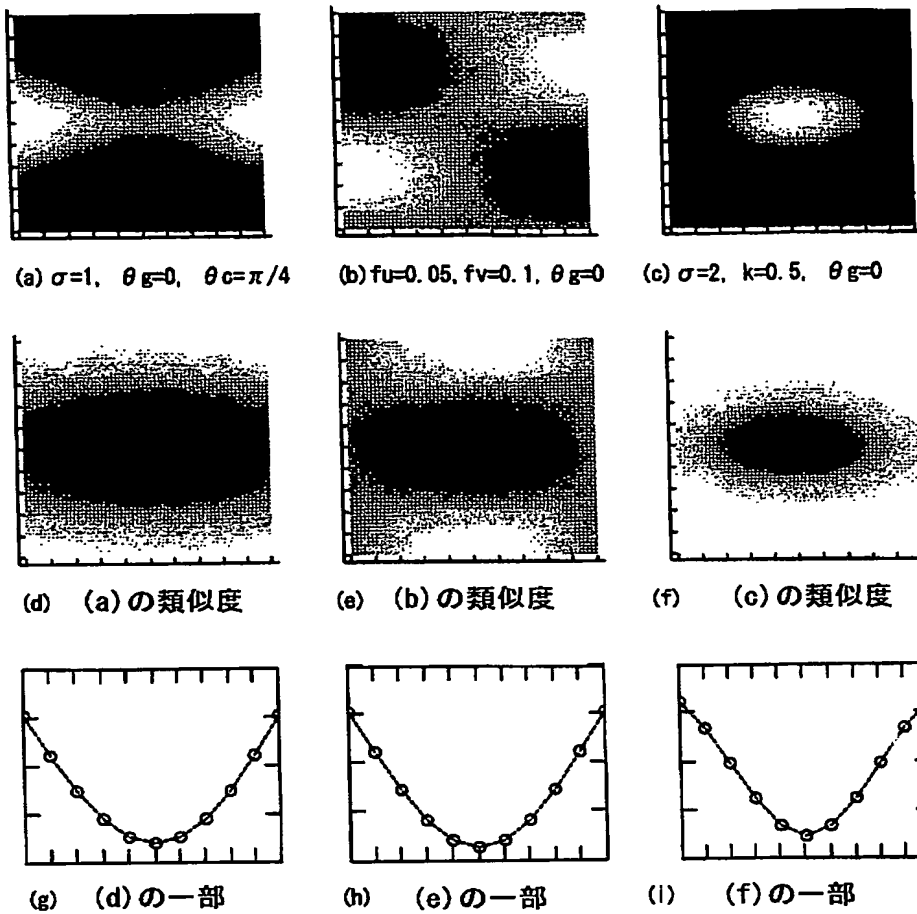 (a) σ=1, θg=0, θc=π/4
(b) fu=0.05, fv=0.1, θg=0
(c) σ=2, k=0.5, θg=0
(d) (a)の類似度
(e) (b)の類似度
(f) (c)の類似度
(g) (d)の一部
(h) (e)の一部
(i) (f)の一部